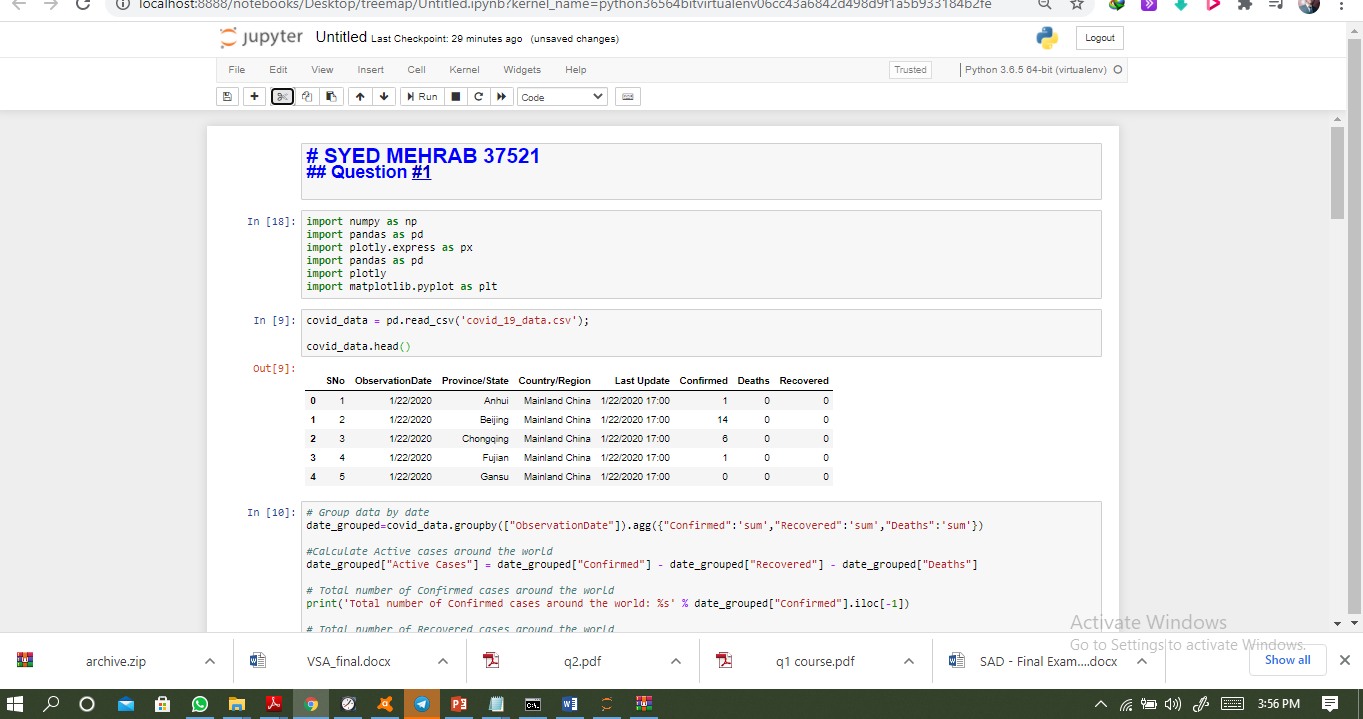 localhost:8888/notebooks/Desktop/treemap/Untitled.ipynb?kernel_name=python36564bitvirtualenv06cc43a6842d498d9f1a5b933184b2fe
jupyter Untitled Last Checkpoint: 29 minutes ago (unsaved changes)
Logout
File Edit View Insert Cell Kernel Widgets Help
Trusted
Python 3.6.5 64-bit (virtualenv)
Run
Code
# SYED MEHRAB 37521
## Question #1
In [18]: import numpy as np
import pandas as pd
import plotly.express as px
import pandas as pd
import plotly
import matplotlib.pyplot as plt
In [9]: covid_data = pd.read_csv('covid_19_data.csv');
covid_data.head()
Out[9]:
SNo ObservationDate Province/State Country/Region Last Update Confirmed Deaths Recovered
0 1 1/22/2020 Anhui Mainland China 1/22/2020 17:00 1 0 0
1 2 1/22/2020 Beijing Mainland China 1/22/2020 17:00 14 0 0
2 3 1/22/2020 Chongqing Mainland China 1/22/2020 17:00 6 0 0
3 4 1/22/2020 Fujian Mainland China 1/22/2020 17:00 1 0 0
4 5 1/22/2020 Gansu Mainland China 1/22/2020 17:00 0 0 0
In [10]: # Group data by date
date_grouped=covid_data.groupby(["ObservationDate"]).agg({"Confirmed":'sum',"Recovered":'sum',"Deaths":'sum'})
#Calculate Active cases around the world
date_grouped["Active Cases"] = date_grouped["Confirmed"] - date_grouped["Recovered"] - date_grouped["Deaths"]
# Total number of Confirmed cases around the world
print('Total number of Confirmed cases around the world: %s' % date_grouped["Confirmed"].iloc[-1])
# Total number of Recovered cases around the world
Activate Windows
Go to Settings to activate Windows.
archive.zip
VSA_final.docx
q2.pdf
q1 course.pdf
SAD - Final Exam....docx
Show all
3:56 PM